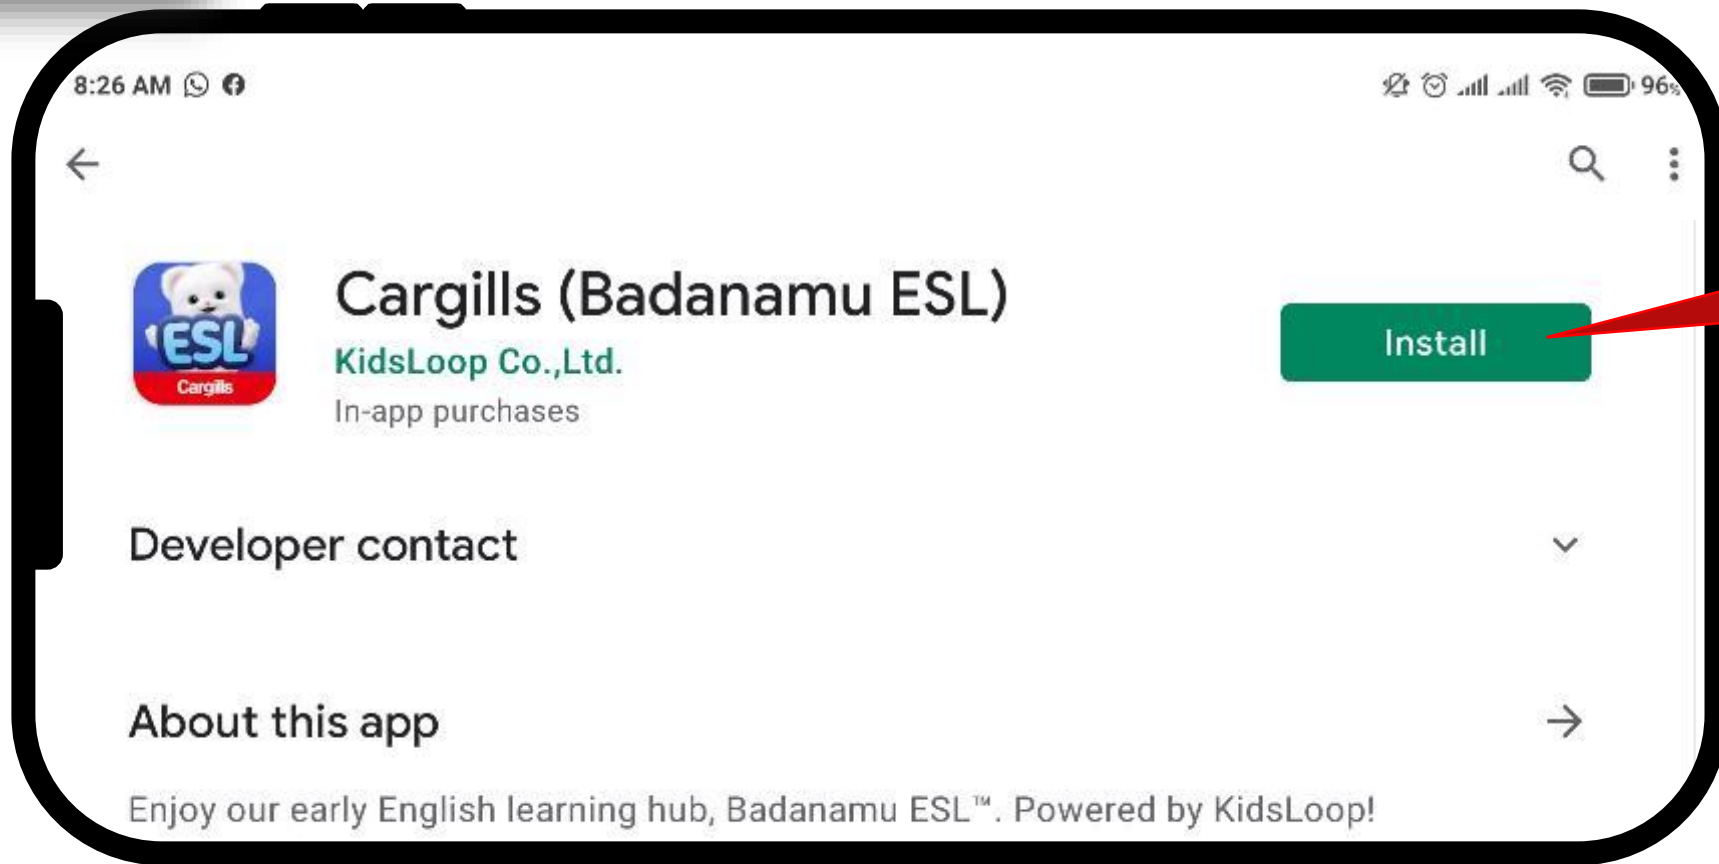 8:26 AM
96%
Cargills (Badanamu ESL)
KidsLoop Co.,Ltd.
In-app purchases
Install
ESL
Cargills
Developer contact
About this app
Enjoy our early English learning hub, Badanamu ESL™. Powered by KidsLoop!